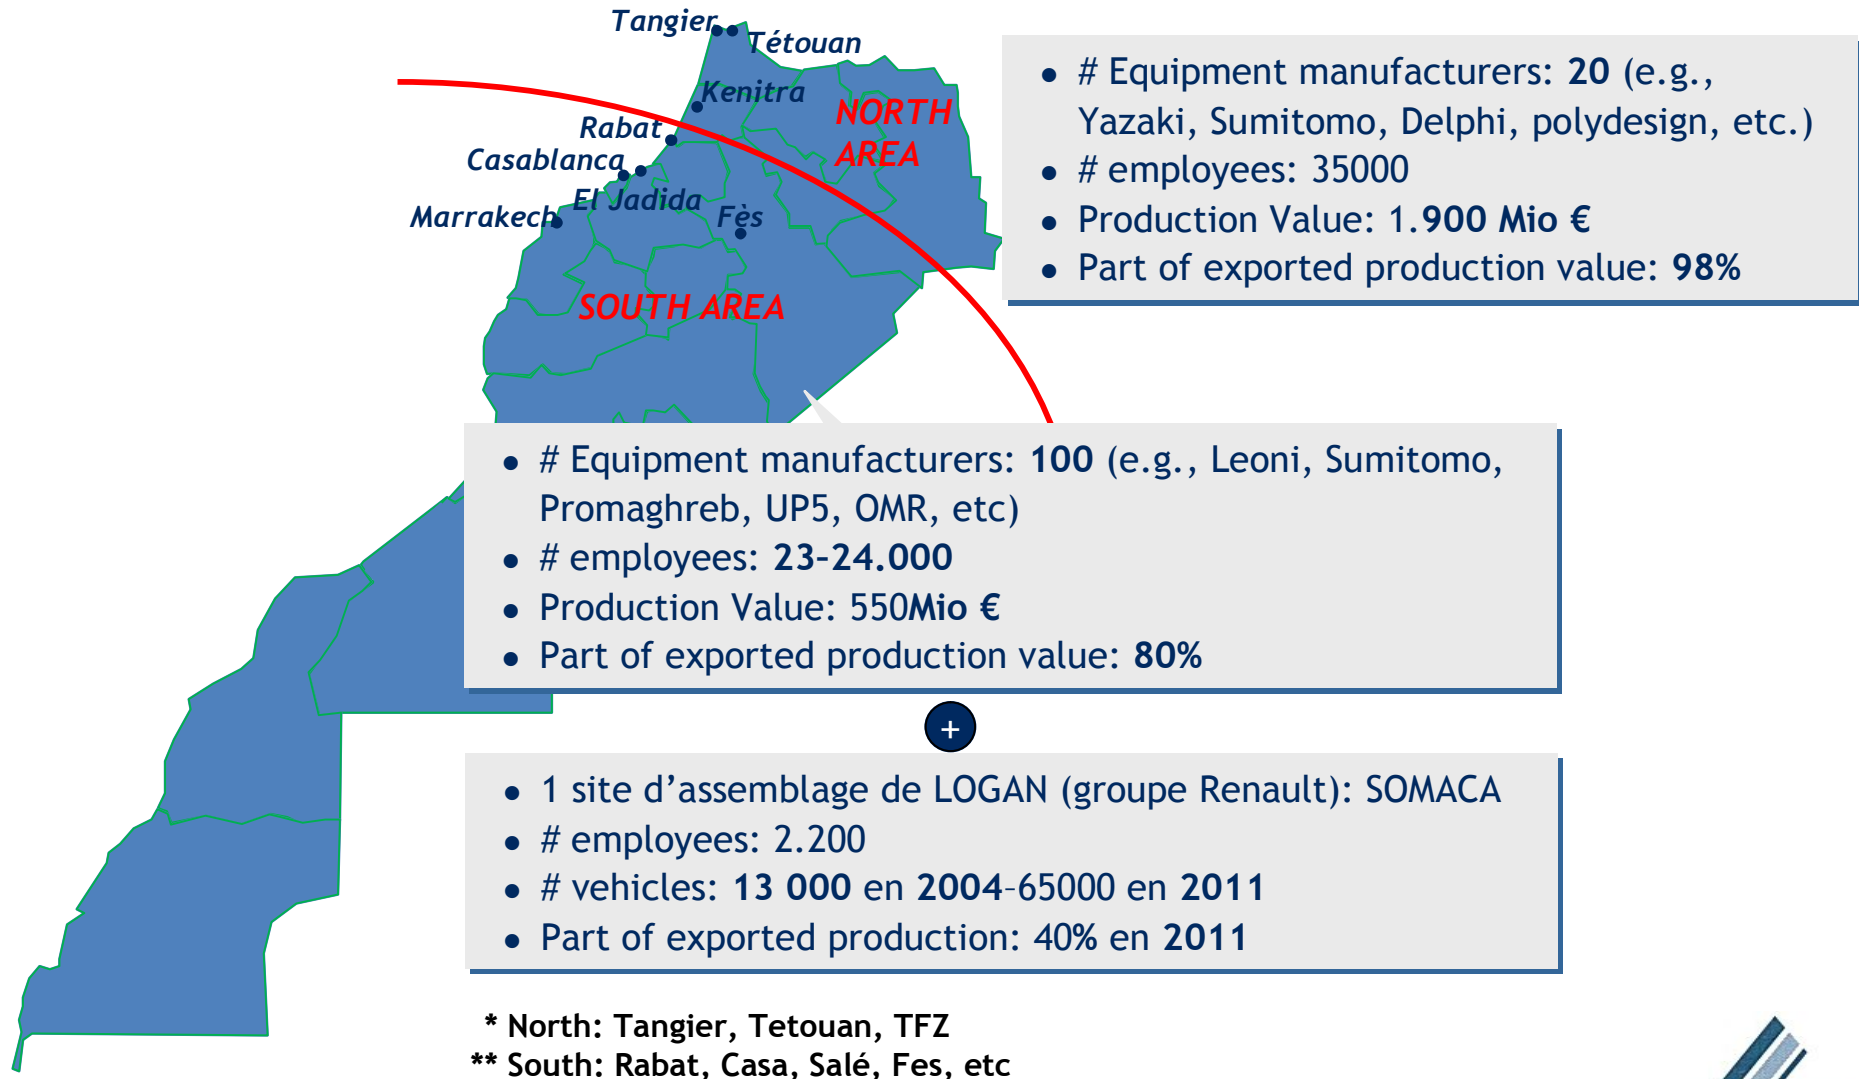 Tangier
Tétouan
Kenitra
NORTH
AREA
Rabat
Casablanca
El Jadida
Marrakech
Fès
SOUTH AREA
● # Equipment manufacturers: 20 (e.g.,
Yazaki, Sumitomo, Delphi, polydesign, etc.)
● # employees: 35000
● Production Value: 1.900 Mio €
● Part of exported production value: 98%
● # Equipment manufacturers: 100 (e.g., Leoni, Sumitomo,
Promaghreb, UP5, OMR, etc)
● # employees: 23–24.000
● Production Value: 550Mio €
● Part of exported production value: 80%
+
● 1 site d’assemblage de LOGAN (groupe Renault): SOMACA
● # employees: 2.200
● # vehicles: 13 000 en 2004–65000 en 2011
● Part of exported production: 40% en 2011
* North: Tangier, Tetouan, TFZ
** South: Rabat, Casa, Salé, Fes, etc